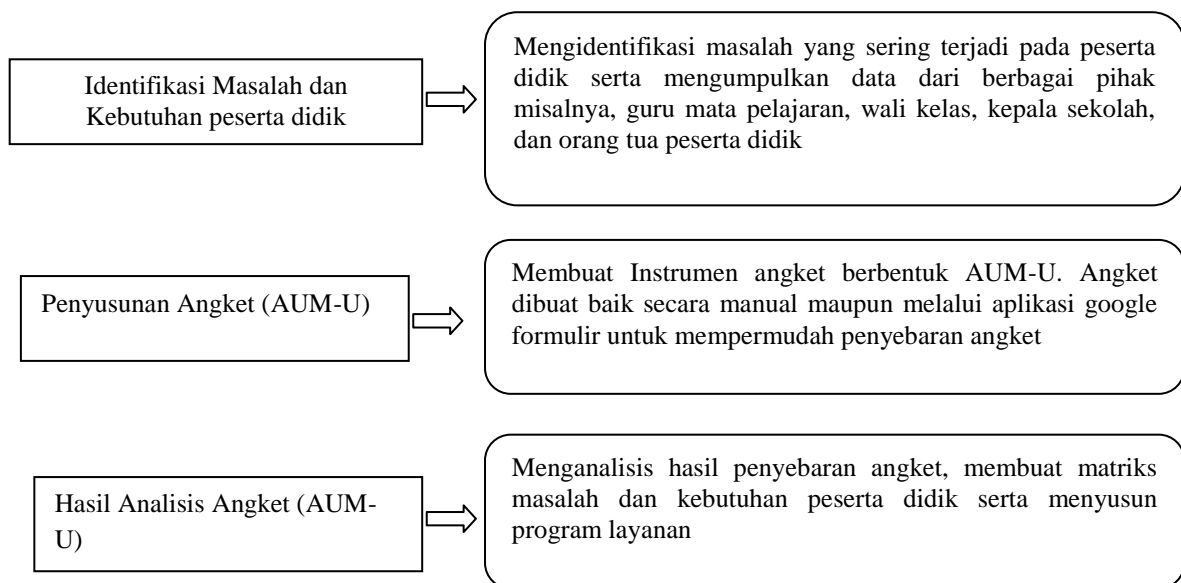 Identifikasi Masalah dan
Kebutuhan peserta didik
Mengidentifikasi masalah yang sering terjadi pada peserta
didik serta mengumpulkan data dari berbagai pihak
misalnya, guru mata pelajaran, wali kelas, kepala sekolah,
dan orang tua peserta didik
Penyusunan Angket (AUM-U)
Membuat Instrumen angket berbentuk AUM-U. Angket
dibuat baik secara manual maupun melalui aplikasi google
formulir untuk mempermudah penyebaran angket
Hasil Analisis Angket (AUM-
U)
Menganalisis hasil penyebaran angket, membuat matriks
masalah dan kebutuhan peserta didik serta menyusun
program layanan